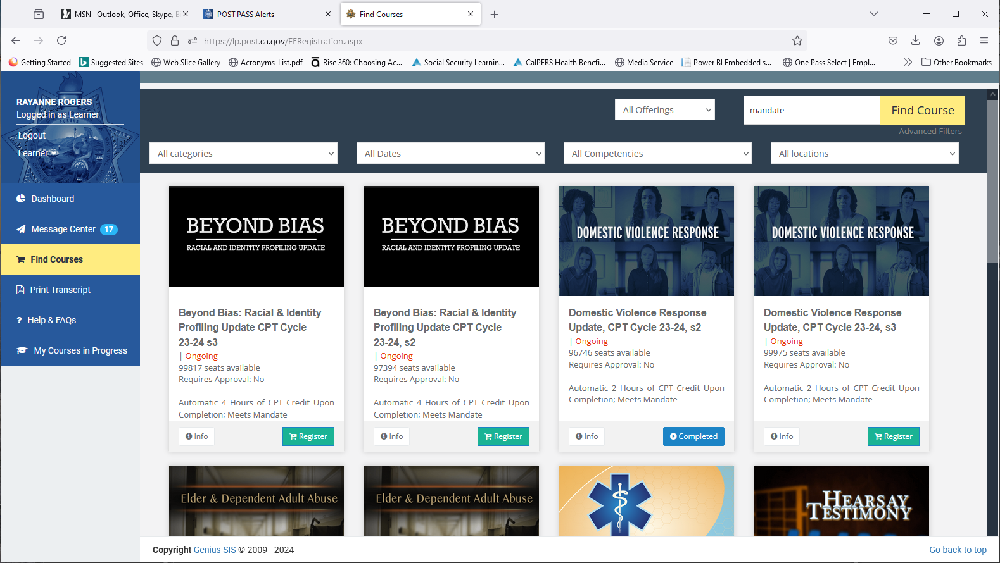 MSN | Outlook, Office, Skype, B
POST PASS Alerts
Find Courses
https://lp.post.ca.gov/FERegistration.aspx
Getting Started
Suggested Sites
Web Slice Gallery
Acronyms_List.pdf
Rise 360: Choosing Ac...
Social Security Learnin...
CalPERS Health Benefi...
Media Service
Power BI Embedded s...
One Pass Select | Empl...
Other Bookmarks
RAYANNE ROGERS
Logged in as Learner
EUREKA
Logout
Learner
Dashboard
Message Center 17
Find Courses
Print Transcript
? Help & FAQs
My Courses in Progress
All Offerings
mandate
Find Course
Advanced Filters
All categories
All Dates
All Competencies
All locations
BEYOND BIAS
RACIAL AND IDENTITY PROFILING UPDATE
Beyond Bias: Racial & Identity
Profiling Update CPT Cycle
23-24 s3
| Ongoing
99817 seats available
Requires Approval: No
Automatic 4 Hours of CPT Credit Upon
Completion; Meets Mandate
Info
Register
BEYOND BIAS
RACIAL AND IDENTITY PROFILING UPDATE
Beyond Bias: Racial & Identity
Profiling Update CPT Cycle
23-24, s2
| Ongoing
97394 seats available
Requires Approval: No
Automatic 4 Hours of CPT Credit Upon
Completion; Meets Mandate
Info
Register
DOMESTIC VIOLENCE RESPONSE
Domestic Violence Response
Update, CPT Cycle 23-24, s2
| Ongoing
96746 seats available
Requires Approval: No
Automatic 2 Hours of CPT Credit Upon
Completion; Meets Mandate
Info
Completed
DOMESTIC VIOLENCE RESPONSE
Domestic Violence Response
Update, CPT Cycle 23-24, s3
| Ongoing
99975 seats available
Requires Approval: No
Automatic 2 Hours of CPT Credit Upon
Completion; Meets Mandate
Info
Register
Elder & Dependent Adult Abuse
Elder & Dependent Adult Abuse
HEARSAY
TESTIMONY
Copyright Genius SIS © 2009 - 2024
Go back to top